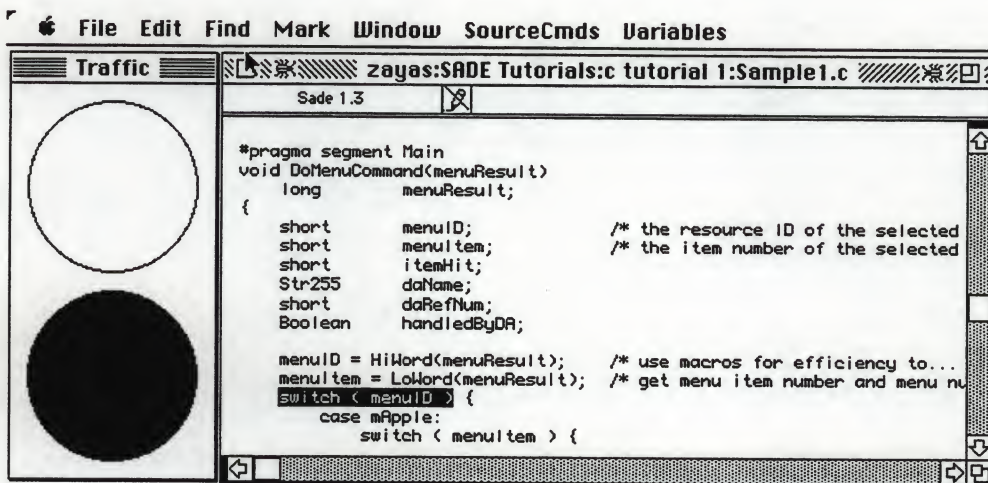 File Edit Find Mark Window SourceCmds Variables
Traffic
zayas:SADE Tutorials:c tutorial 1:Sample1.c
Sade 1.3
#pragma segment Main
void DoMenuCommand(menuResult)
long menuResult;
{
short menuID; /* the resource ID of the selected
short menuItem; /* the item number of the selected
short itemHit;
Str255 daName;
short daRefNum;
Boolean handledByDA;
menuID = HiWord(menuResult); /* use macros for efficiency to...
menuItem = LoWord(menuResult); /* get menu item number and menu nu
switch ( menuID ) {
case mApple:
switch ( menuItem ) {